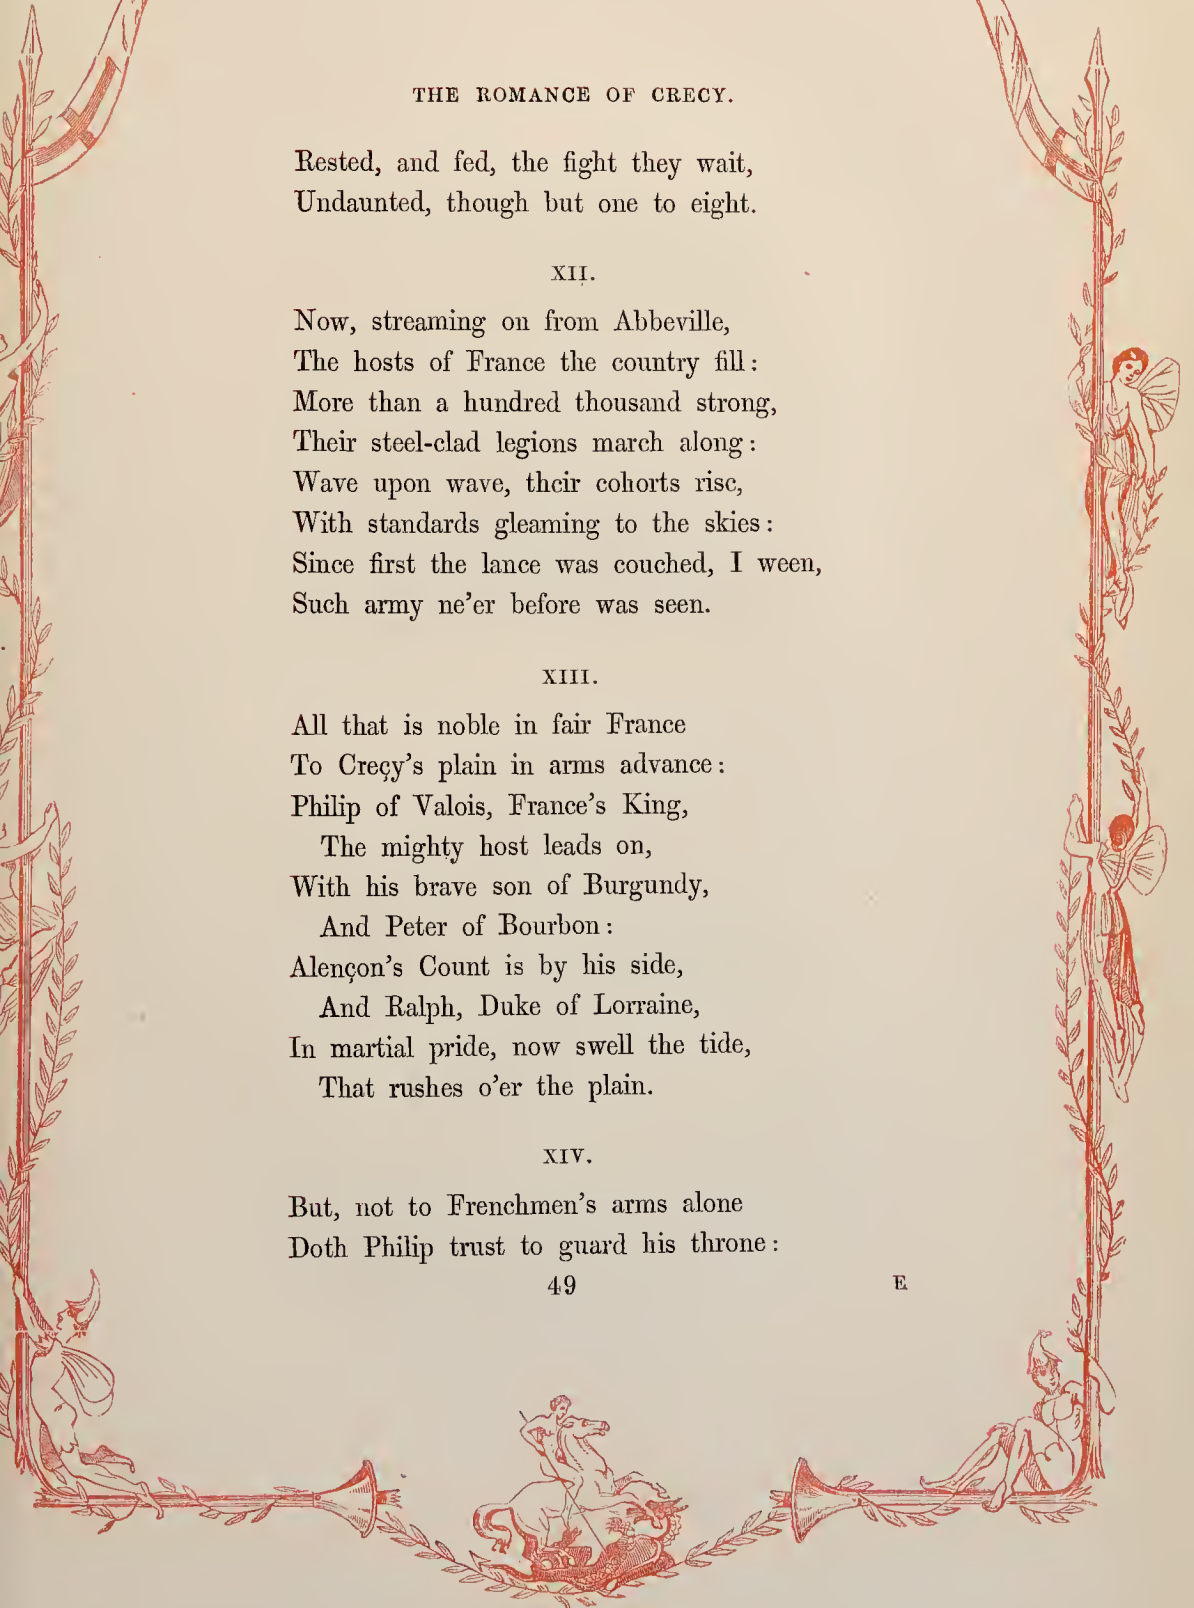 THE ROMANCE OF CRECY.
Rested, and fed, the fight they wait,
Undaunted, though but one to eight.
XII.
Now, streaming on from Abbeville,
The hosts of France the country fill:
More than a hundred thousand strong,
Their steel-clad legions march along:
Wave upon wave, their cohorts rise,
With standards gleaming to the skies:
Since first the lance was couched, I ween,
Such army ne’er before was seen.
XIII.
All that is noble in fair France
To Creçy’s plain in arms advance:
Philip of Valois, France’s King,
The mighty host leads on,
With his brave son of Burgundy,
And Peter of Bourbon:
Alençon’s Count is by his side,
And Ralph, Duke of Lorraine,
In martial pride, now swell the tide,
That rushes o’er the plain.
XIV.
But, not to Frenchmen’s arms alone
Doth Philip trust to guard his throne:
49 E